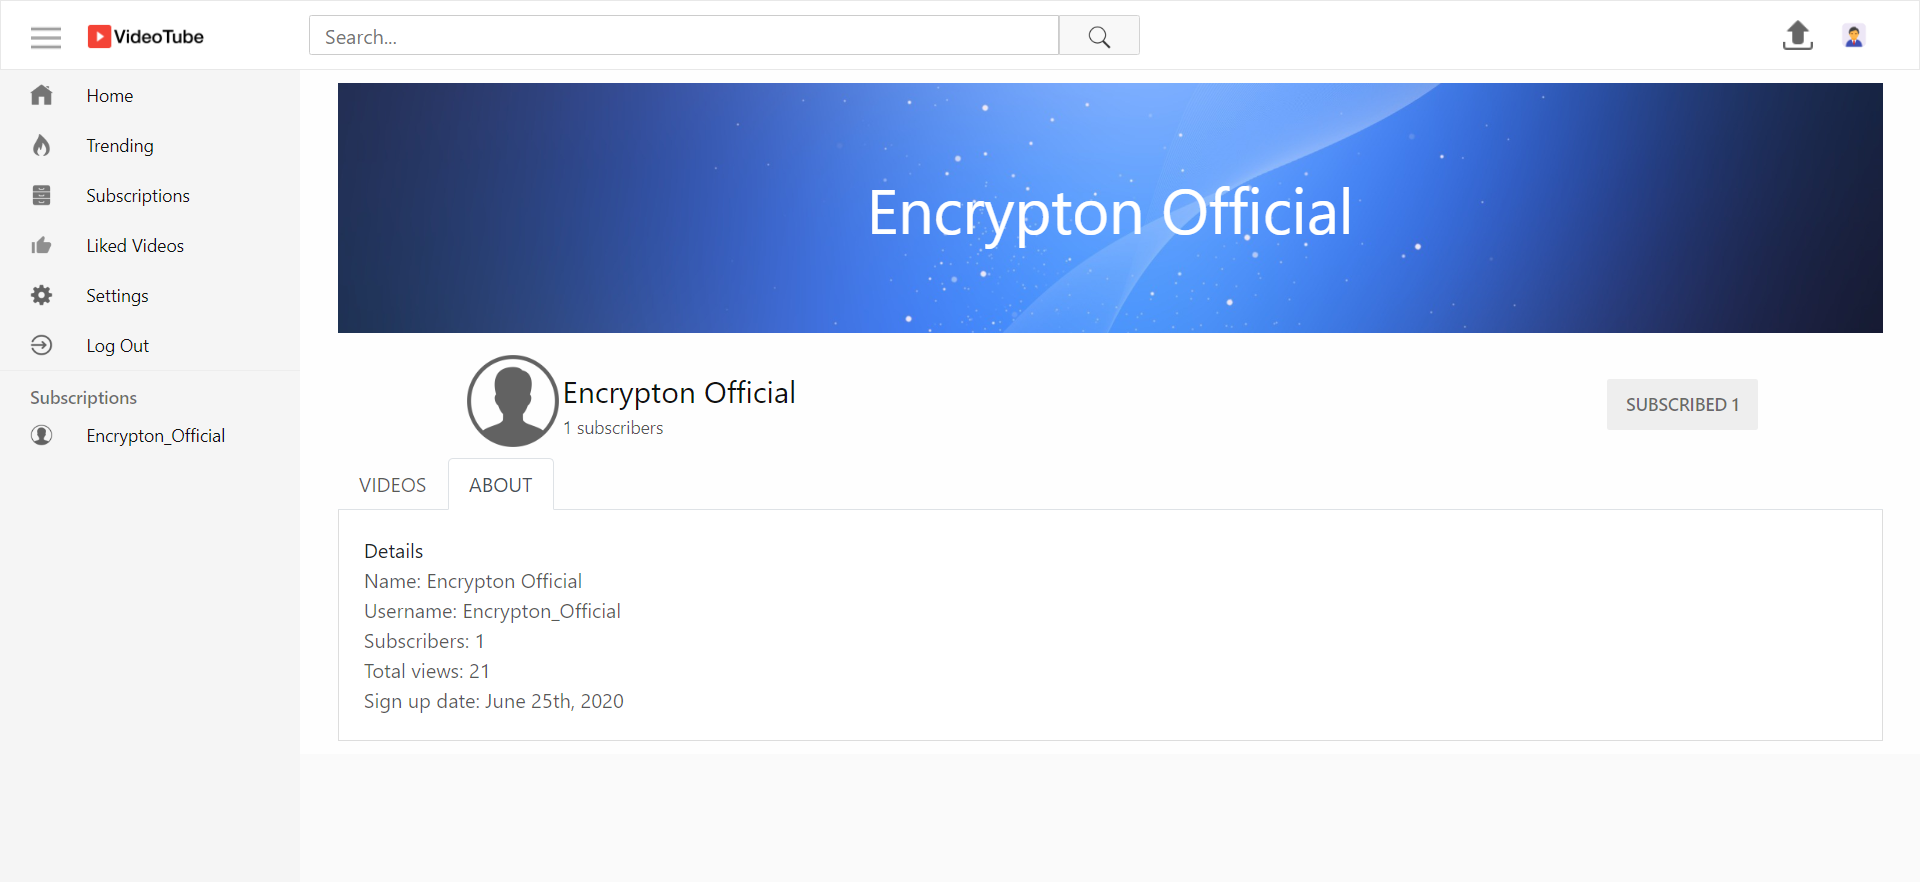 VideoTube
Search...
Home
Trending
Subscriptions
Liked Videos
Settings
Log Out
Subscriptions
Encrypton_Official
Encrypton Official
Encrypton Official
1 subscribers
SUBSCRIBED 1
VIDEOS
ABOUT
Details
Name: Encrypton Official
Username: Encrypton_Official
Subscribers: 1
Total views: 21
Sign up date: June 25th, 2020